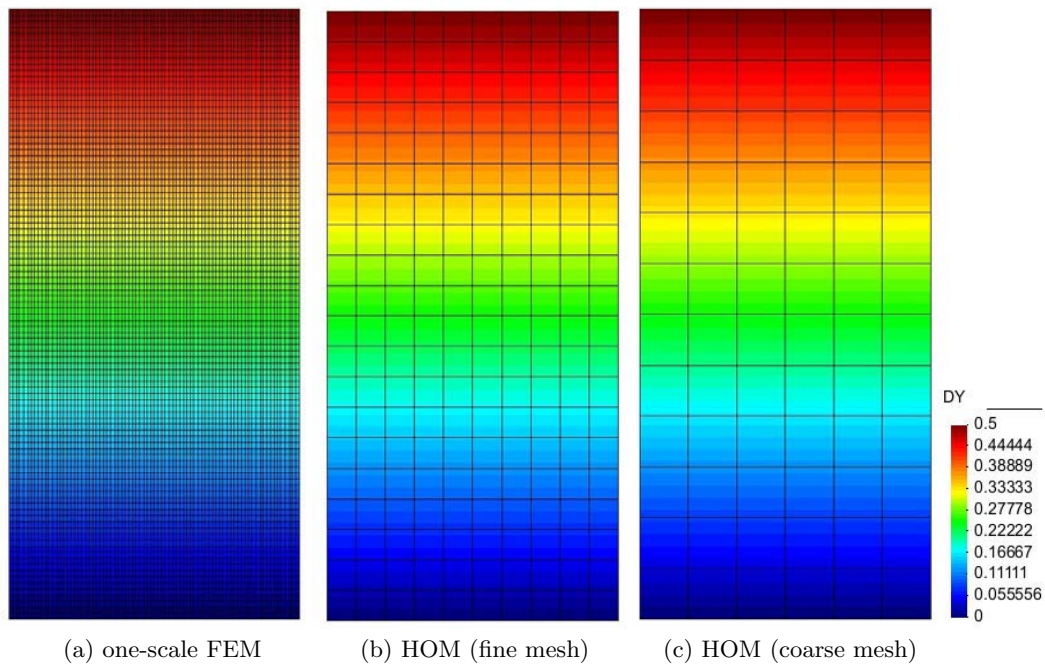 DY
0.5
0.44444
0.38889
0.33333
0.27778
0.22222
0.16667
0.11111
0.055556
0
(a) one-scale FEM
(b) HOM (fine mesh)
(c) HOM (coarse mesh)